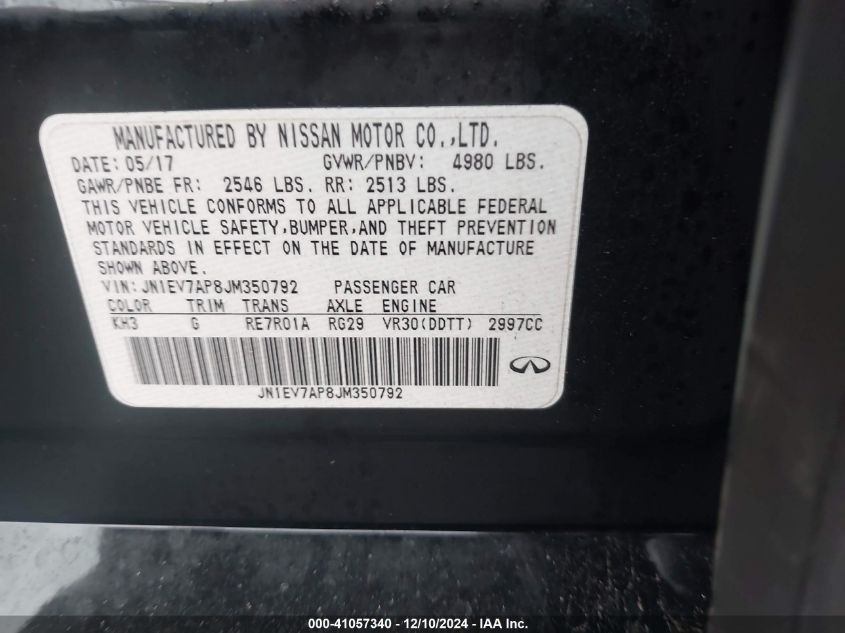 MANUFACTURED BY NISSAN MOTOR CO.,LTD.
DATE: 05/17 GVWR/PNBV: 4980 LBS.
GAWR/PNBE FR: 2546 LBS. RR: 2513 LBS.
THIS VEHICLE CONFORMS TO ALL APPLICABLE FEDERAL
MOTOR VEHICLE SAFETY,BUMPER,AND THEFT PREVENTION
STANDARDS IN EFFECT ON THE DATE OF MANUFACTURE
SHOWN ABOVE.
VIN:JN1EV7AP8JM350792 PASSENGER CAR
COLOR TRIM TRANS AXLE ENGINE
KH3 G RE7R01A RG29 VR30(DDTT) 2997CC
JN1EV7AP8JM350792
000-41057340 - 12/10/2024 - IAA Inc.